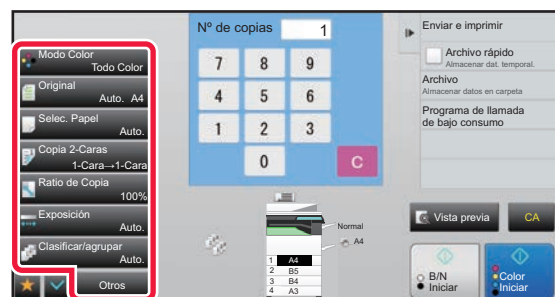 Modo Color
Todo Color
Original
Auto. A4
Selec. Papel
Auto.
Copia 2-Caras
1-Cara→1-Cara
Ratio de Copia
100%
Exposición
Auto.
Clasificar/agrupar
Auto.
Otros
Nº de copias 1
7 8 9
4 5 6
1 2 3
0 C
Normal
A4
1 A4
2 B5
3 B4
4 A3
Enviar e imprimir
Archivo rápido
Almacenar dat. temporal.
Archivo
Almacenar datos en carpeta
Programa de llamada
de bajo consumo
Vista previa
CA
B/N
Iniciar
Color
Iniciar